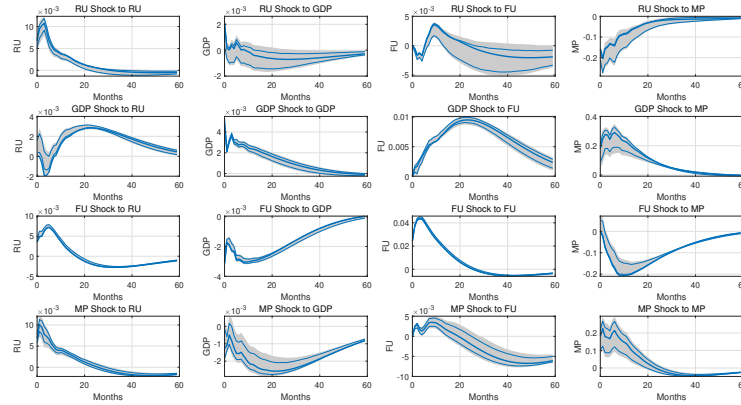 RU Shock to RU
RU Shock to GDP
RU Shock to FU
RU Shock to MP
×10⁻³
×10⁻³
×10⁻³
RU
GDP
FU
MP
10
0
2
0
-2
5
0
-5
0
-0.1
-0.2
0 20 40 60
0 20 40 60
0 20 40 60
0 20 40 60
Months
Months
Months
Months
GDP Shock to RU
GDP Shock to GDP
GDP Shock to FU
GDP Shock to MP
×10⁻³
×10⁻³
RU
GDP
FU
MP
4
2
0
-2
4
2
0
0.01
0.005
0
0.4
0.2
0
0 20 40 60
0 20 40 60
0 20 40 60
0 20 40 60
Months
Months
Months
Months
FU Shock to RU
FU Shock to GDP
FU Shock to FU
FU Shock to MP
×10⁻³
×10⁻³
RU
GDP
FU
MP
10
5
0
-5
0
-2
-4
0.04
0.02
0
0
-0.1
-0.2
0 20 40 60
0 20 40 60
0 20 40 60
0 20 40 60
Months
Months
Months
Months
MP Shock to RU
MP Shock to GDP
MP Shock to FU
MP Shock to MP
×10⁻³
×10⁻³
×10⁻³
RU
GDP
FU
MP
10
5
0
0
-2
5
0
-5
-10
0.2
0.1
0
0 20 40 60
0 20 40 60
0 20 40 60
0 20 40 60
Months
Months
Months
Months